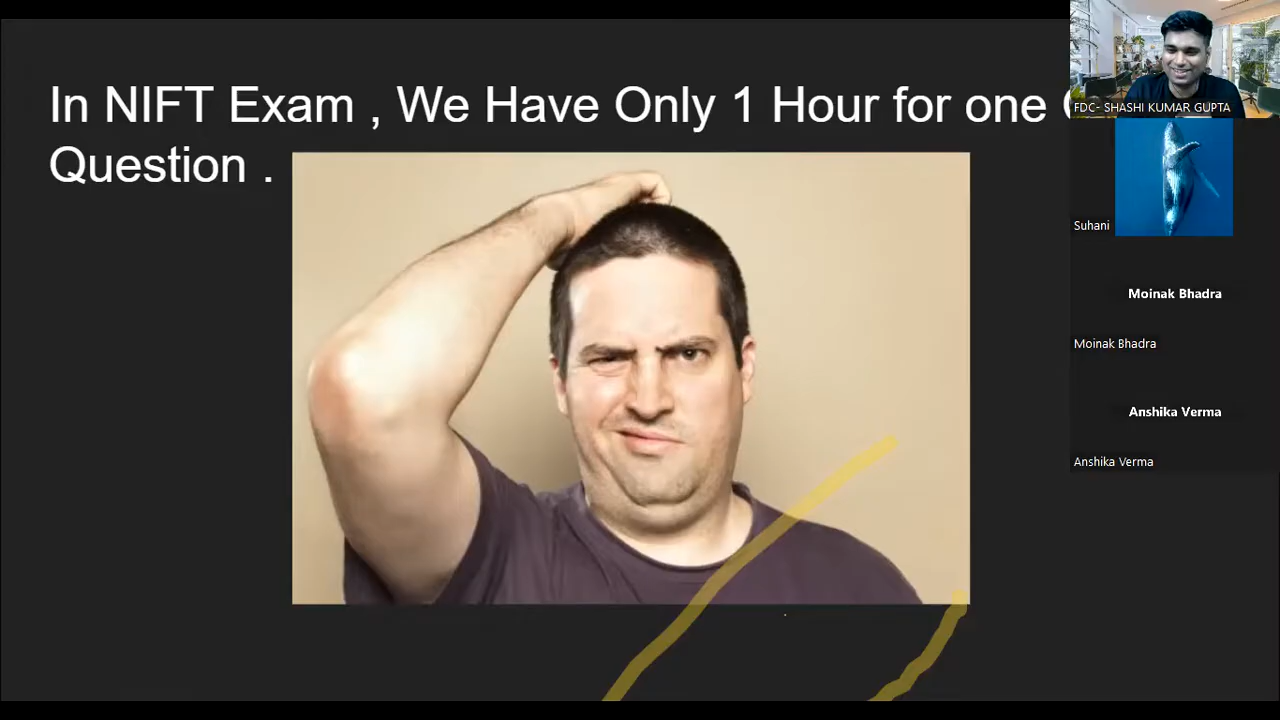 In NIFT Exam , We Have Only 1 Hour for one
Question .
FDC- SHASHI KUMAR GUPTA
Suhani
Moinak Bhadra
Moinak Bhadra
Anshika Verma
Anshika Verma